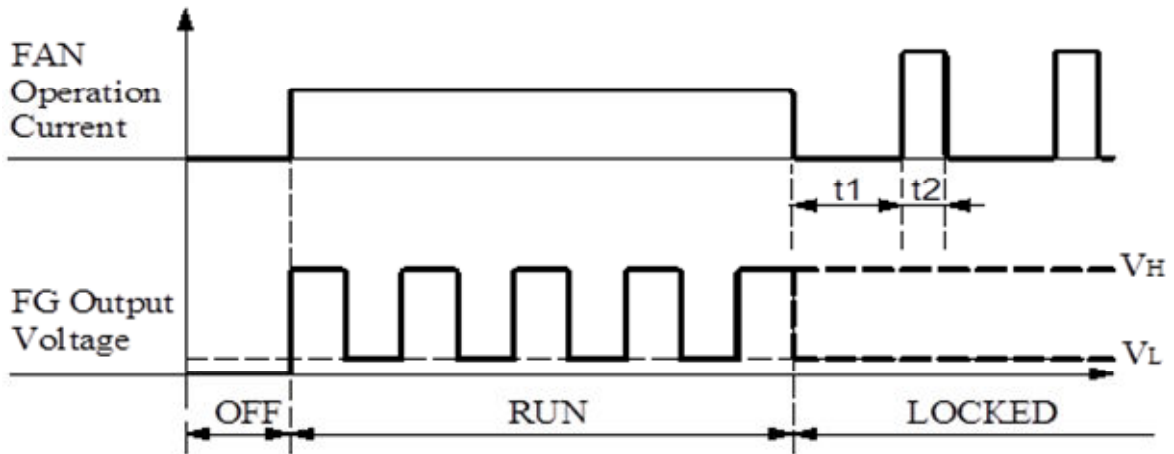 FAN
Operation
Current
t1 t2
VH
FG Output
Voltage
VL
OFF RUN LOCKED